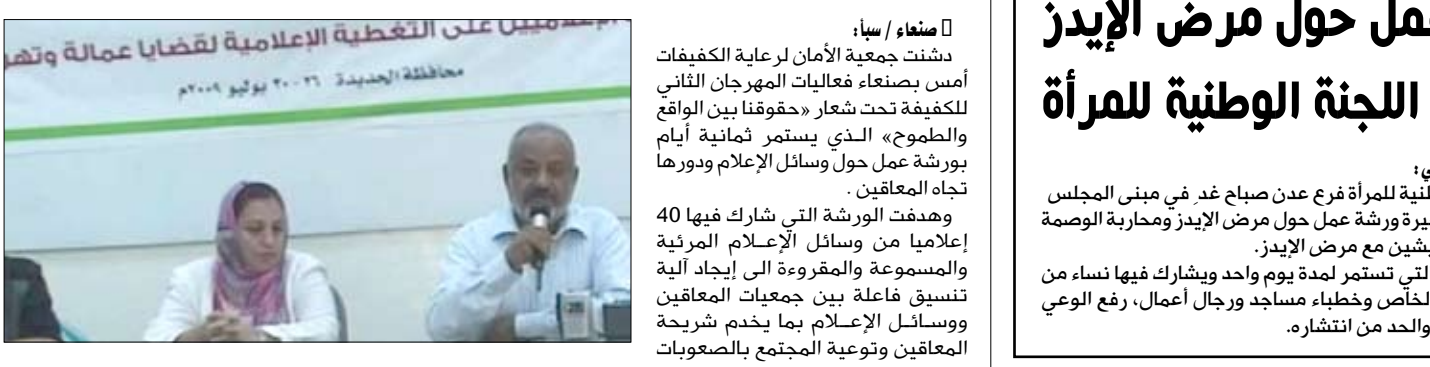 عمل حول مرض الإيدز
اللجنة الوطنية للمرأة
طنية للمرأة فرع عدن صباح غدٍ في مبنى المجلس
يرة ورشة عمل حول مرض الإيدز ومحاربة الوصمة
يشين مع مرض الإيدز.
التي تستمر لمدة يوم واحد ويشارك فيها نساء من
لخاص وخطباء مساجد ورجال أعمال، رفع الوعي
والحد من انتشاره.
صنعاء / سبأ:
دشنت جمعية الأمان لرعاية الكفيفات
أمس بصنعاء فعاليات المهرجان الثاني
للكفيفة تحت شعار «حقوقنا بين الواقع
والطموح» الذي يستمر ثمانية أيام
بورشة عمل حول وسائل الإعلام ودورها
تجاه المعاقين .
وهدفت الورشة التي شارك فيها 40
إعلاميا من وسائل الإعلام المرئية
والمسموعة والمقروءة الى إيجاد آلية
تنسيق فاعلة بين جمعيات المعاقين
ووسائل الإعلام بما يخدم شريحة
المعاقين وتوعية المجتمع بالصعوبات
الإعلاميين على التغطية الإعلامية لقضايا عمالة وتهر
محافظة الحديدة ٢٦ - ٣٠ يوليو ٢٠٠٩م